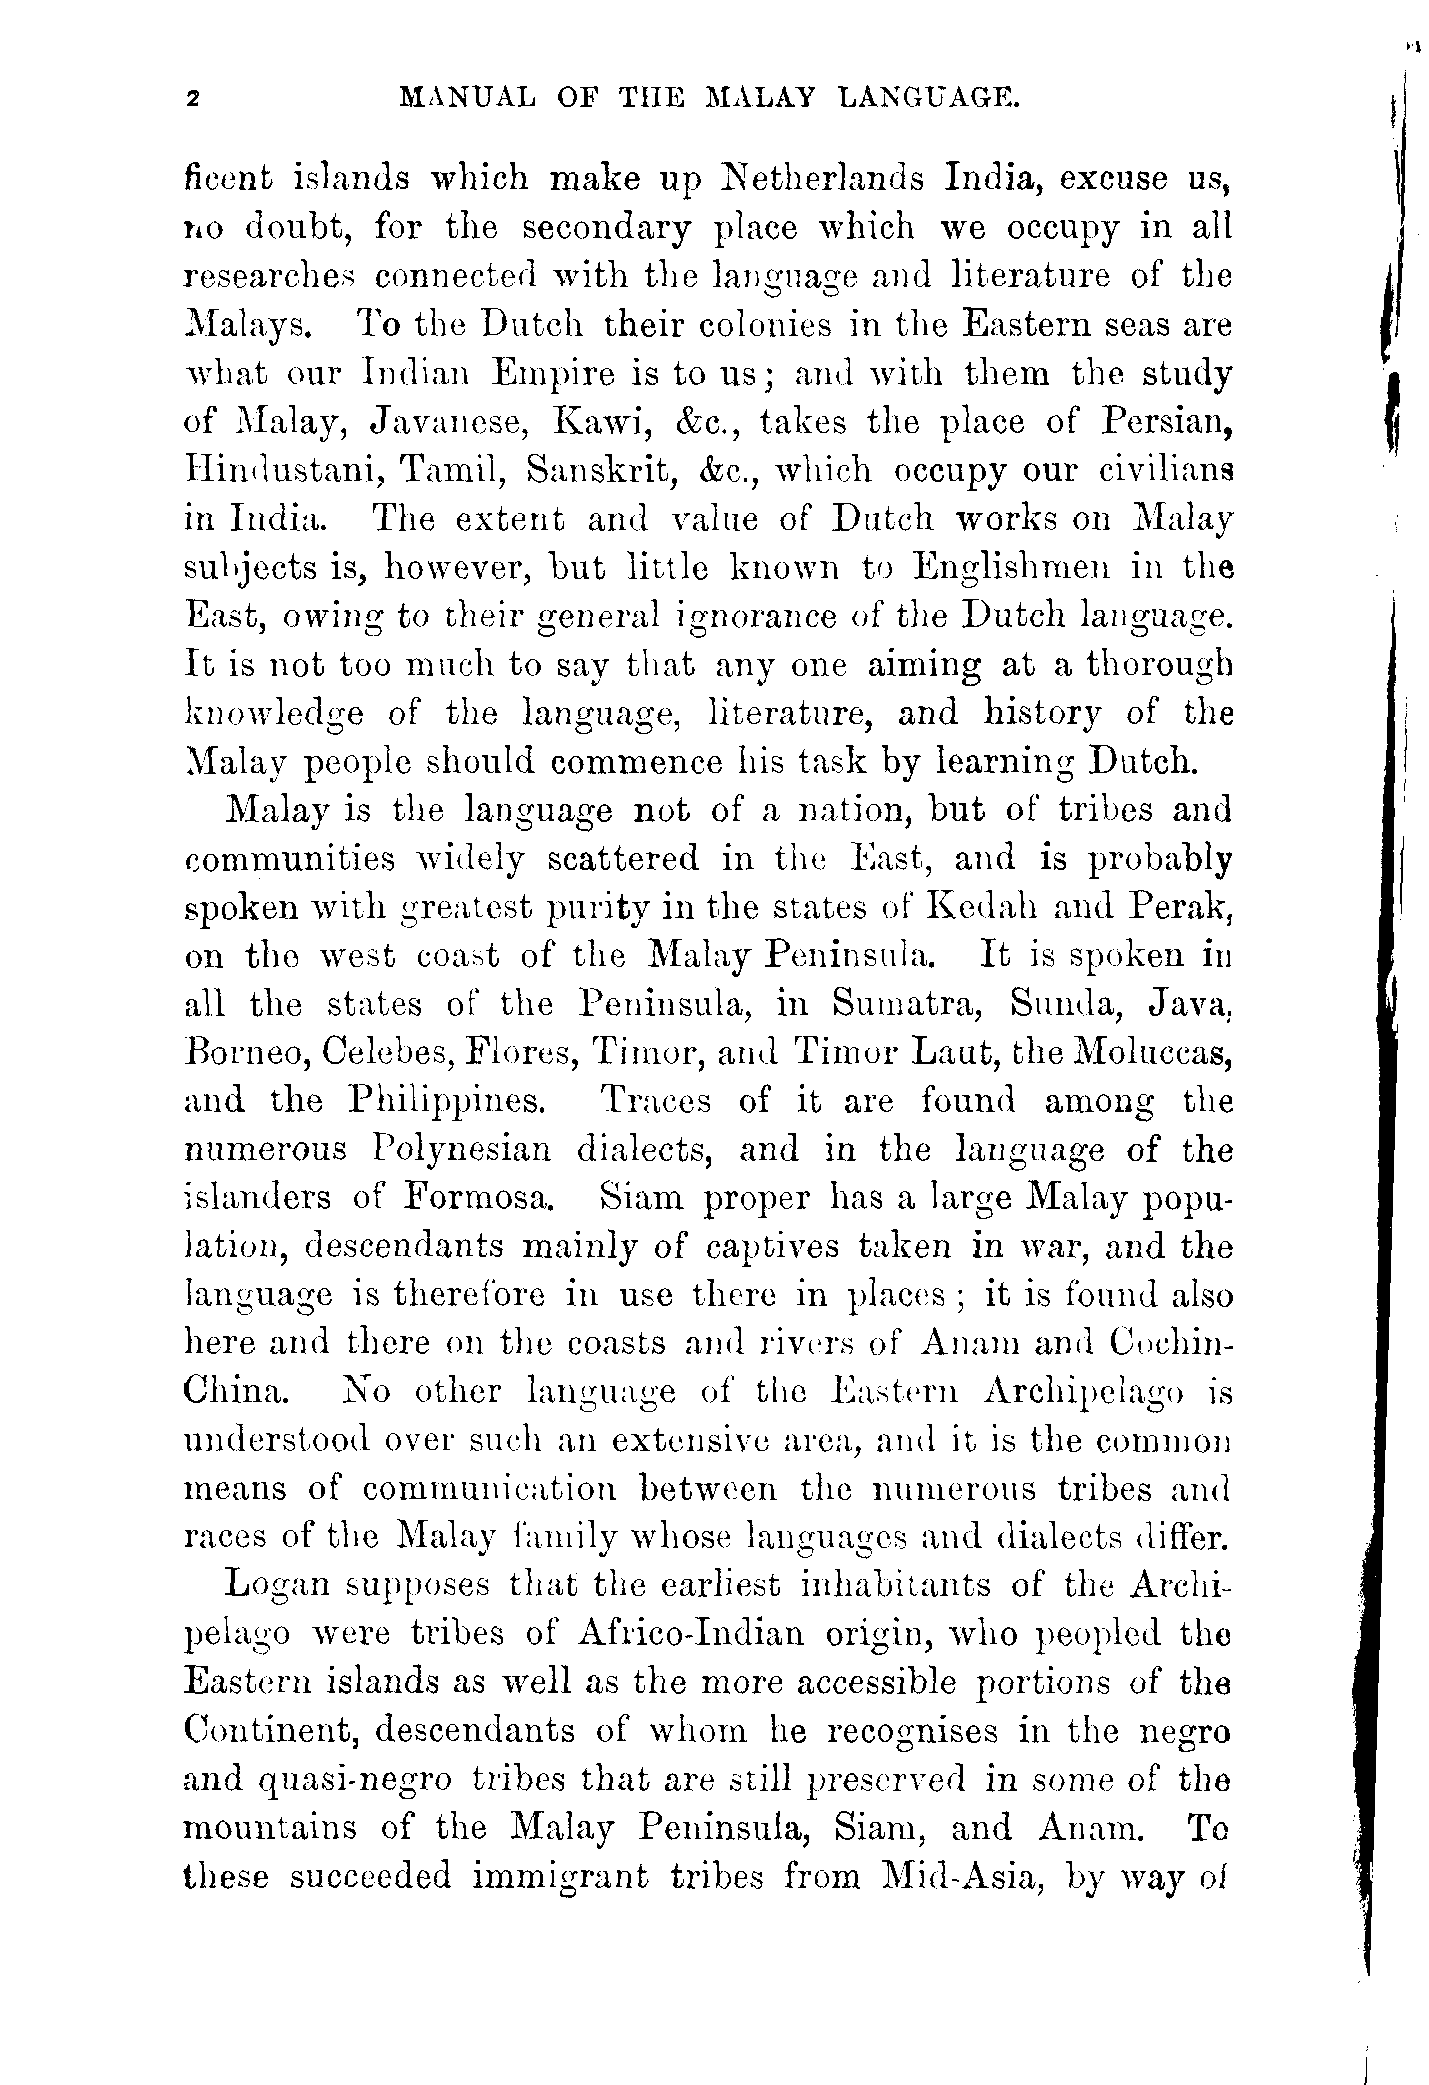 2 MANUAL OF THE MALAY LANGUAGE.
ficent islands which make up Netherlands India, excuse us,
no doubt, for the secondary place which we occupy in all
researches connected with the language and literature of the
Malays. To the Dutch their colonies in the Eastern seas are
what our Indian Empire is to us; and with them the study
of Malay, Javanese, Kawi, &c., takes the place of Persian,
Hindustani, Tamil, Sanskrit, &c., which occupy our civilians
in India. The extent and value of Dutch works on Malay
subjects is, however, but little known to Englishmen in the
East, owing to their general ignorance of the Dutch language.
It is not too much to say that any one aiming at a thorough
knowledge of the language, literature, and history of the
Malay people should commence his task by learning Dutch.
Malay is the language not of a nation, but of tribes and
communities widely scattered in the East, and is probably
spoken with greatest purity in the states of Kedah and Perak,
on the west coast of the Malay Peninsula. It is spoken in
all the states of the Peninsula, in Sumatra, Sunda, Java,
Borneo, Celebes, Flores, Timor, and Timor Laut, the Moluccas,
and the Philippines. Traces of it are found among the
numerous Polynesian dialects, and in the language of the
islanders of Formosa. Siam proper has a large Malay popu-
lation, descendants mainly of captives taken in war, and the
language is therefore in use there in places ; it is found also
here and there on the coasts and rivers of Anam and Cochin-
China. No other language of the Eastern Archipelago is
understood over such an extensive area, and it is the common
means of communication between the numerous tribes and
races of the Malay family whose languages and dialects differ.
Logan supposes that the earliest inhabitants of the Archi-
pelago were tribes of Africo-Indian origin, who peopled the
Eastern islands as well as the more accessible portions of the
Continent, descendants of whom he recognises in the negro
and quasi-negro tribes that are still preserved in some of the
mountains of the Malay Peninsula, Siam, and Anam. To
these succeeded immigrant tribes from Mid-Asia, by way of